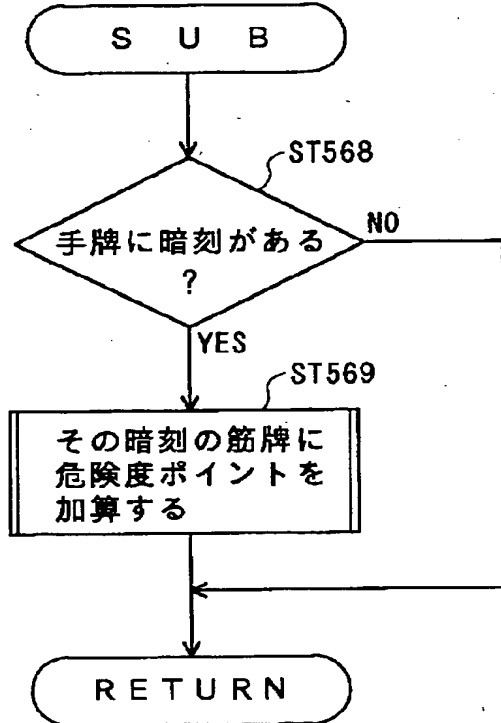 SUB
ST568
手牌に暗刻がある
?
NO
YES
ST569
その暗刻の筋牌に
危険度ポイントを
加算する
RETURN